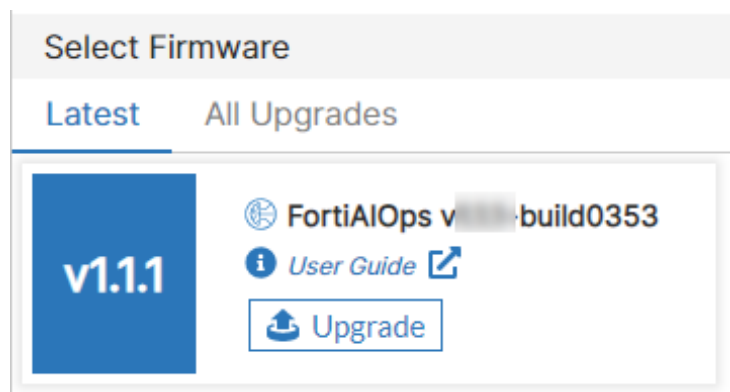 Select Firmware
Latest All Upgrades
v1.1.1
FortiAIOps v -build0353
User Guide
Upgrade